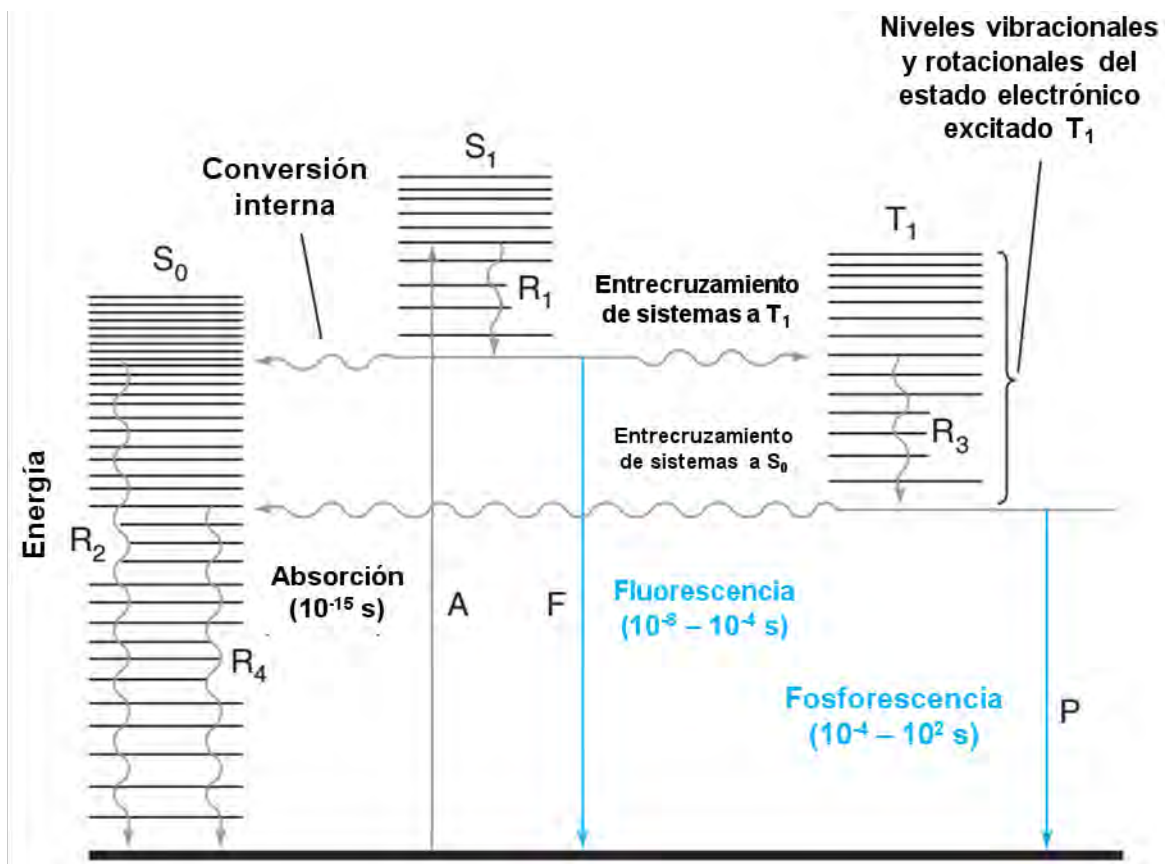 Niveles vibracionales
y rotacionales del
estado electrónico
excitado T₁
S₁
Conversión
interna
T₁
S₀
R₁
Entrecruzamiento
de sistemas a T₁
R₃
Entrecruzamiento
de sistemas a S₀
Energía
R₂
Absorción
(10⁻¹⁵ s)
A
F
Fluorescencia
(10⁻⁸ – 10⁻⁴ s)
R₄
Fosforescencia
(10⁻⁴ – 10² s)
P